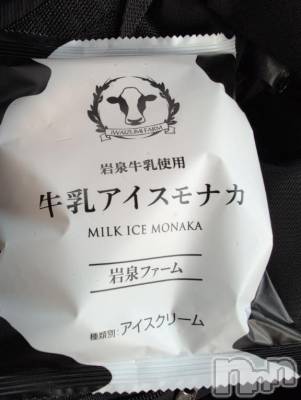 IWAIZUMI FARM
岩泉牛乳使用
牛乳アイスモナカ
MILK ICE MONAKA
岩泉ファーム
種類別:アイスクリーム